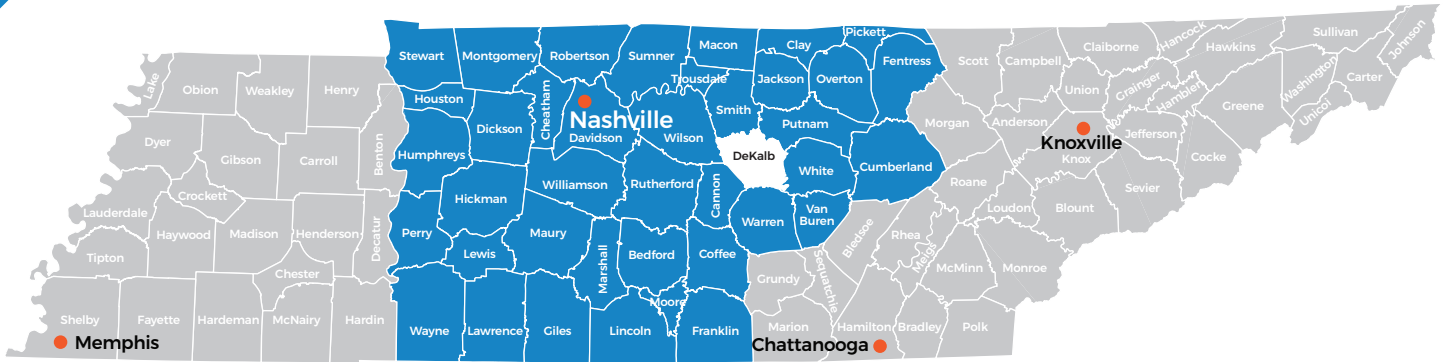 Lake
Obion
Weakley
Henry
Stewart
Montgomery
Robertson
Sumner
Macon
Clay
Pickett
Fentress
Scott
Campbell
Claiborne
Hancock
Hawkins
Sullivan
Johnson
Trousdale
Jackson
Overton
Union
Grainger
Hamblen
Washington
Carter
Houston
Cheatham
Smith
Greene
Unicoi
Dyer
Gibson
Carroll
Benton
Dickson
Nashville
Davidson
Wilson
Putnam
Morgan
Anderson
Knoxville
Knox
Jefferson
Cocke
Humphreys
DeKalb
White
Cumberland
Crockett
Williamson
Rutherford
Cannon
Roane
Loudon
Blount
Sevier
Lauderdale
Haywood
Madison
Henderson
Decatur
Perry
Hickman
Lewis
Maury
Marshall
Bedford
Coffee
Warren
Van
Buren
Bledsoe
Rhea
Meigs
McMinn
Monroe
Tipton
Chester
Moore
Grundy
Sequatchie
Shelby
Memphis
Fayette
Hardeman
McNairy
Hardin
Wayne
Lawrence
Giles
Lincoln
Franklin
Marion
Chattanooga
Hamilton
Bradley
Polk